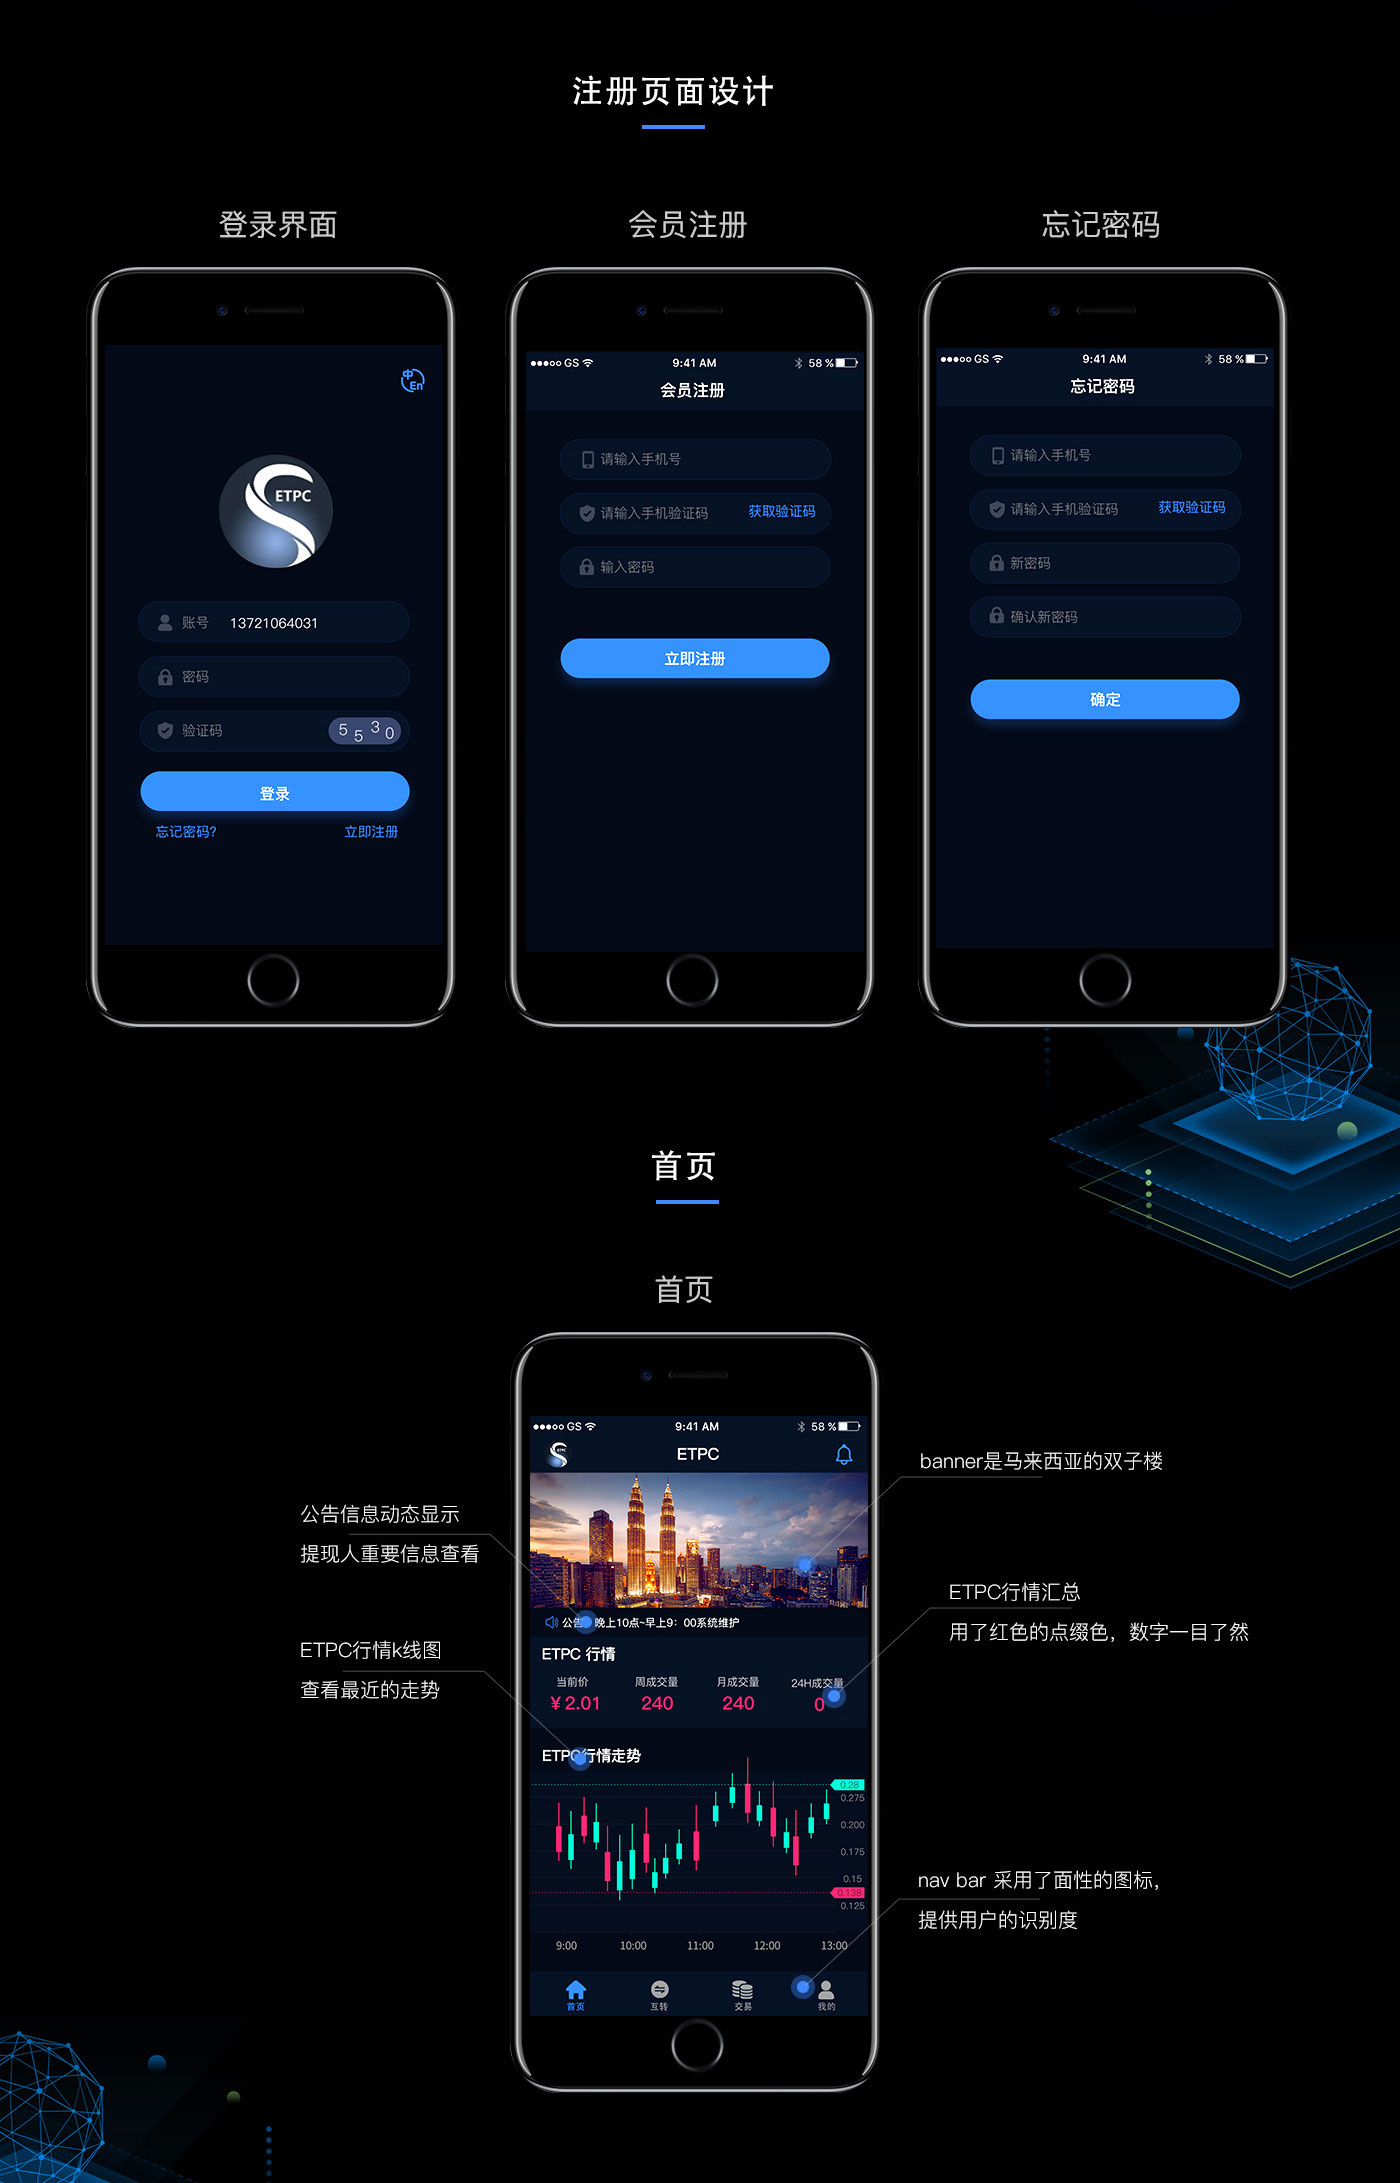 注册页面设计
登录界面
会员注册
忘记密码
中
En
ETPC
账号 13721064031
密码
验证码 5530
登录
忘记密码?
立即注册
GS 9:41 AM 58 %
会员注册
请输入手机号
请输入手机验证码 获取验证码
输入密码
立即注册
GS 9:41 AM 58 %
忘记密码
请输入手机号
请输入手机验证码 获取验证码
新密码
确认新密码
确定
首页
首页
GS 9:41 AM 58 %
ETPC
ETPC
banner是马来西亚的双子楼
公告信息动态显示
提现人重要信息查看
ETPC行情汇总
用了红色的点缀色，数字一目了然
公告 晚上10点~早上9：00系统维护
ETPC行情k线图
查看最近的走势
ETPC 行情
当前价 周成交量 月成交量 24H成交量
¥2.01 240 240 0
ETPC行情走势
0.28
0.275
0.200
0.175
0.15
0.138
0.125
9:00 10:00 11:00 12:00 13:00
nav bar 采用了面性的图标，
提供用户的识别度
首页 互转 交易 我的